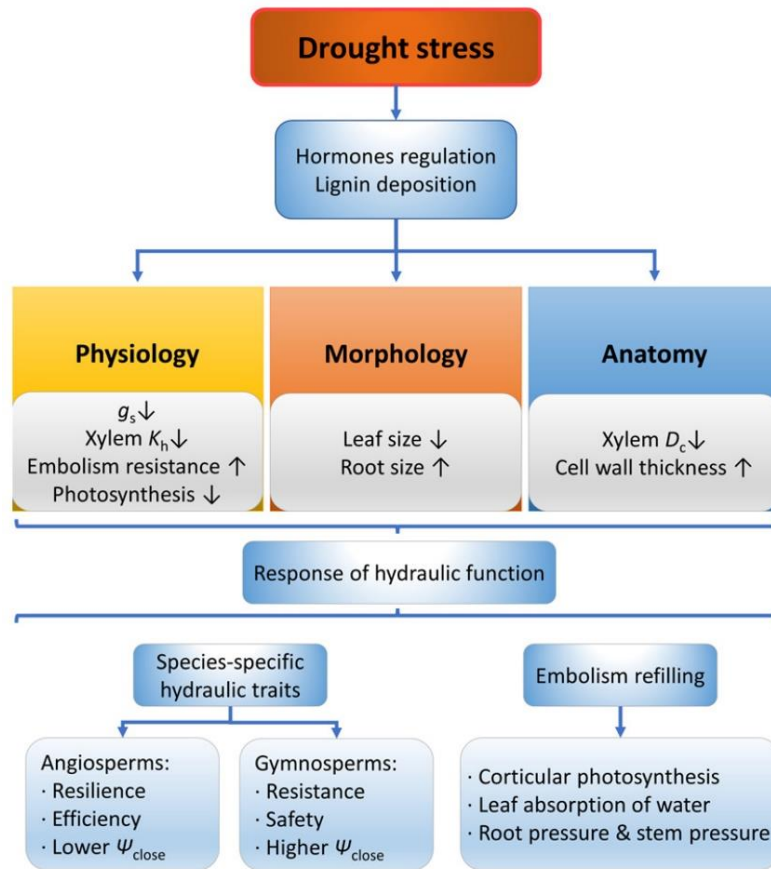 Drought stress
Hormones regulation
Lignin deposition
Physiology
gs↓
Xylem Kh↓
Embolism resistance ↑
Photosynthesis ↓
Morphology
Leaf size ↓
Root size ↑
Anatomy
Xylem Dc↓
Cell wall thickness ↑
Response of hydraulic function
Species-specific
hydraulic traits
Angiosperms:
· Resilience
· Efficiency
· Lower Ψclose
Gymnosperms:
· Resistance
· Safety
· Higher Ψclose
Embolism refilling
· Corticular photosynthesis
· Leaf absorption of water
· Root pressure & stem pressure